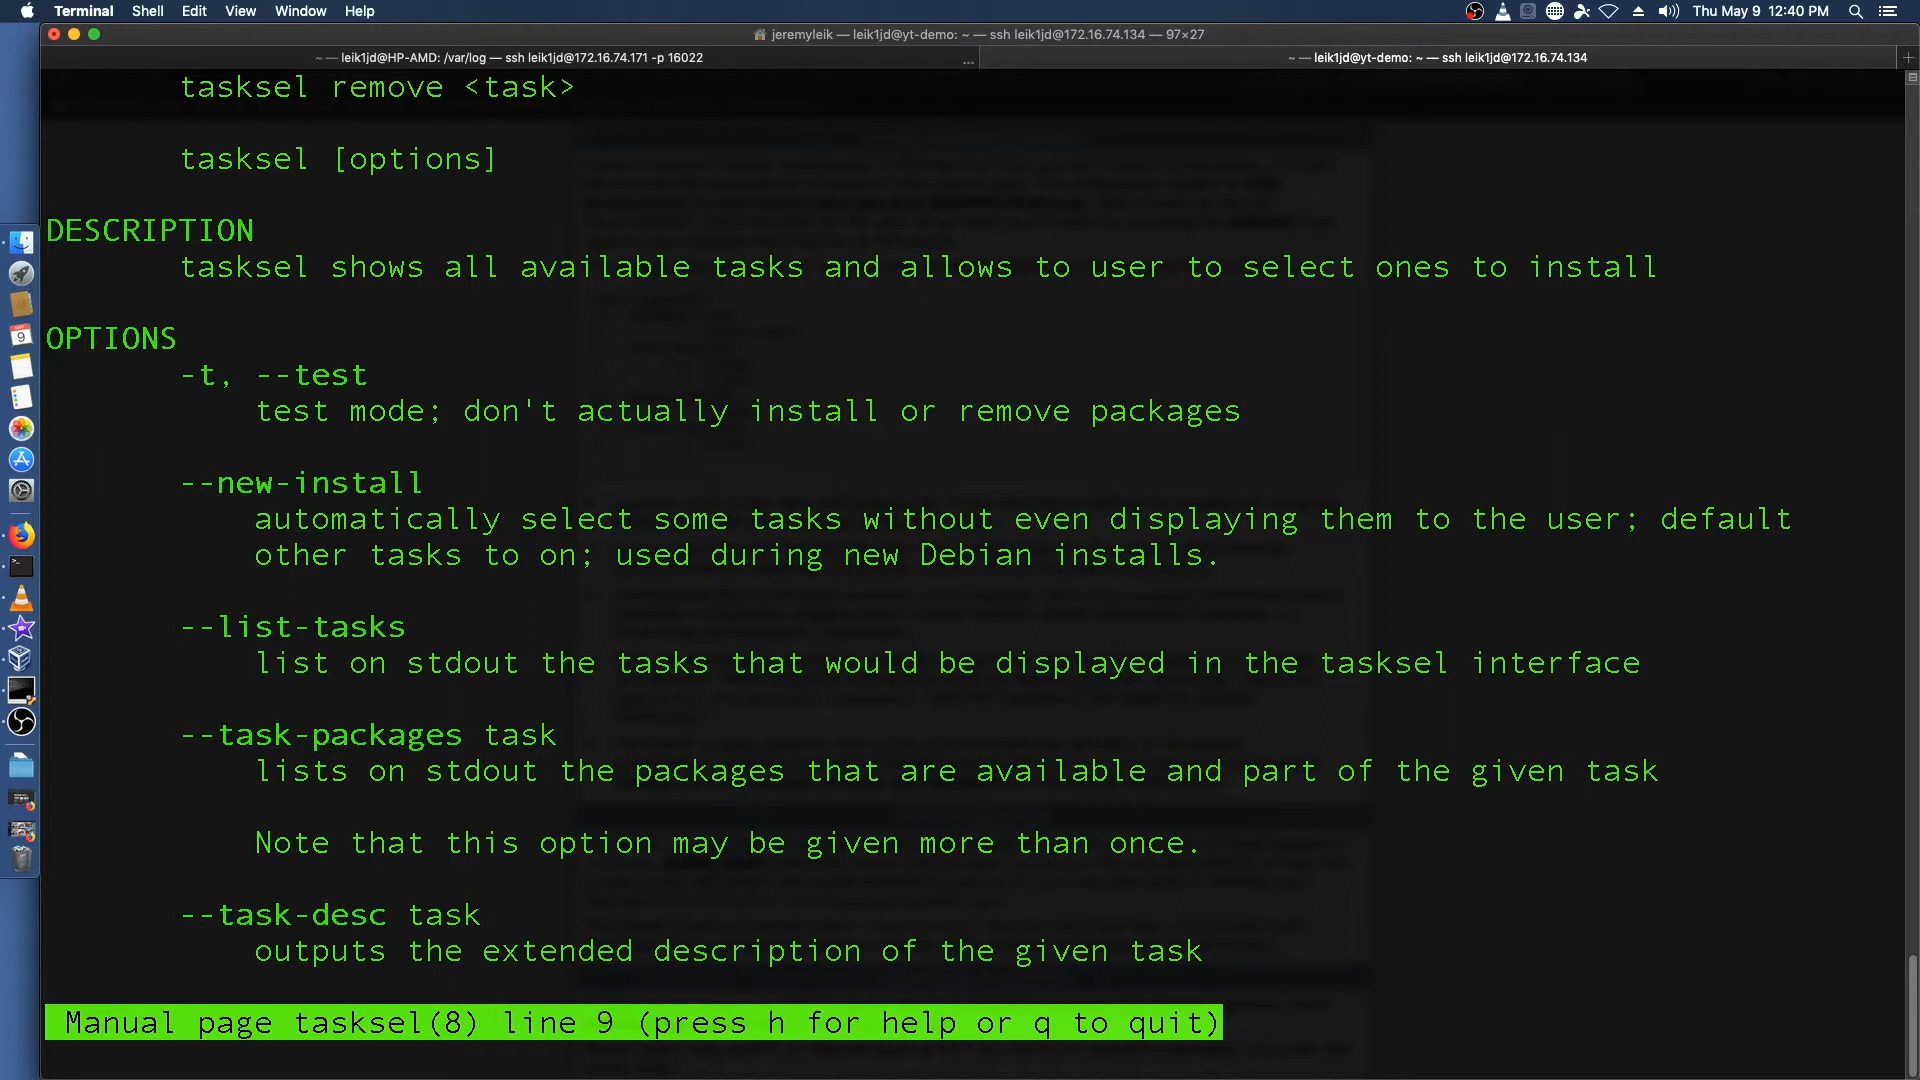 Terminal Shell Edit View Window Help
Thu May 9 12:40 PM
jeremyleik — leik1jd@yt-demo: ~ — ssh leik1jd@172.16.74.134 — 97×27
~ — leik1jd@HP-AMD: /var/log — ssh leik1jd@172.16.74.171 -p 16022
...
~ — leik1jd@yt-demo: ~ — ssh leik1jd@172.16.74.134
tasksel remove <task>
tasksel [options]
DESCRIPTION
tasksel shows all available tasks and allows to user to select ones to install
OPTIONS
-t, --test
test mode; don't actually install or remove packages
--new-install
automatically select some tasks without even displaying them to the user; default
other tasks to on; used during new Debian installs.
--list-tasks
list on stdout the tasks that would be displayed in the tasksel interface
--task-packages task
lists on stdout the packages that are available and part of the given task
Note that this option may be given more than once.
--task-desc task
outputs the extended description of the given task
Manual page tasksel(8) line 9 (press h for help or q to quit)